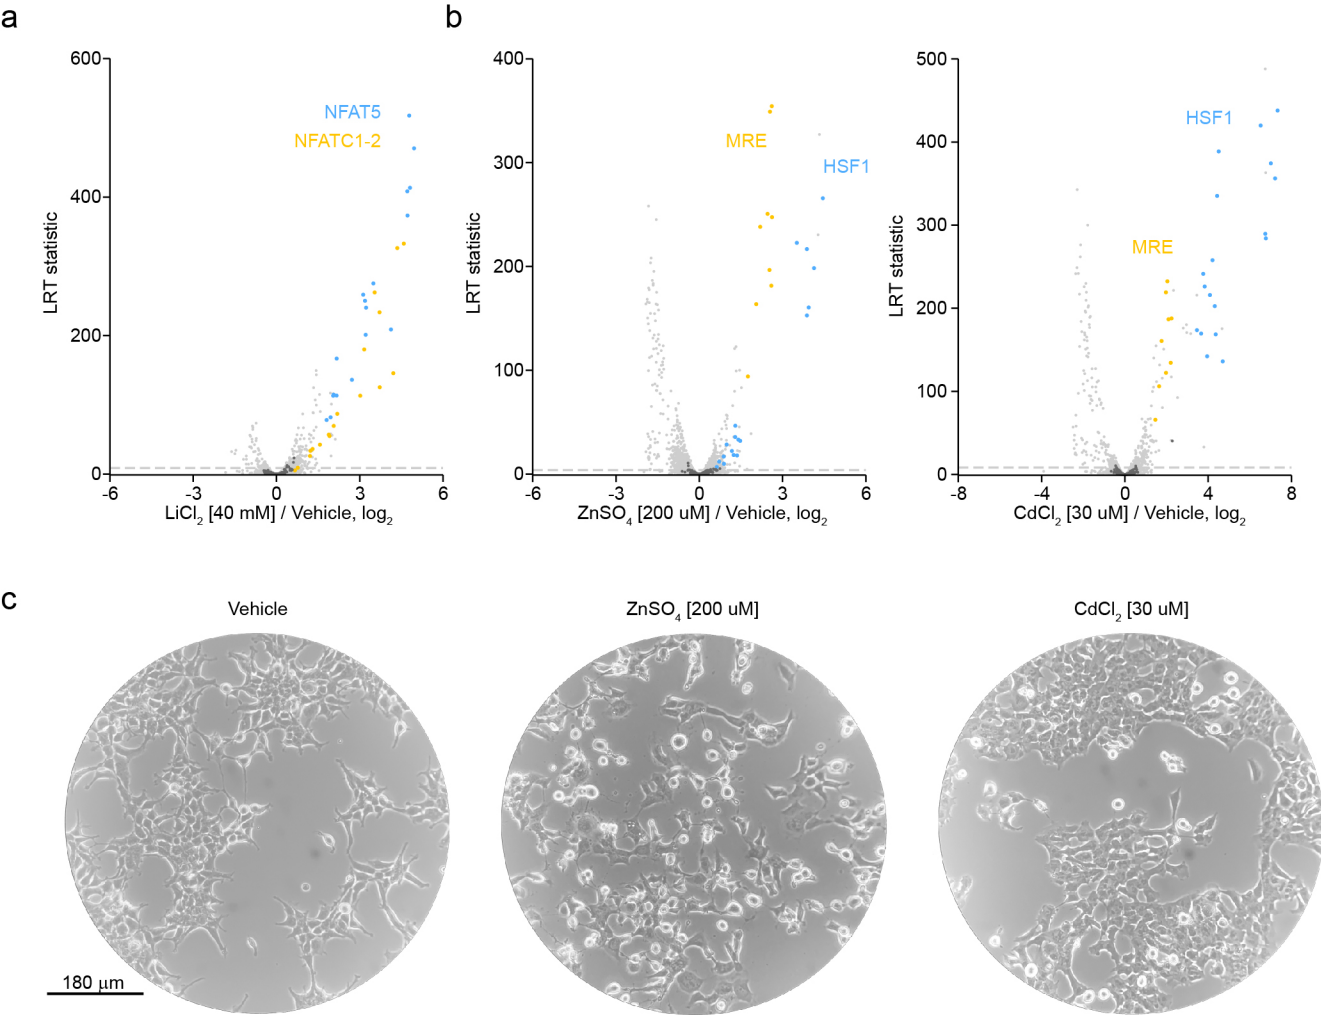 a
b
600
400
200
0
-6
-3
0
3
6
LRT statistic
NFAT5
NFATC1-2
LiCl2 [40 mM] / Vehicle, log2
400
300
200
100
0
-6
-3
0
3
6
LRT statistic
MRE
HSF1
ZnSO4 [200 uM] / Vehicle, log2
500
400
300
200
100
0
-8
-4
0
4
8
LRT statistic
HSF1
MRE
CdCl2 [30 uM] / Vehicle, log2
c
Vehicle
ZnSO4 [200 uM]
CdCl2 [30 uM]
180 µm